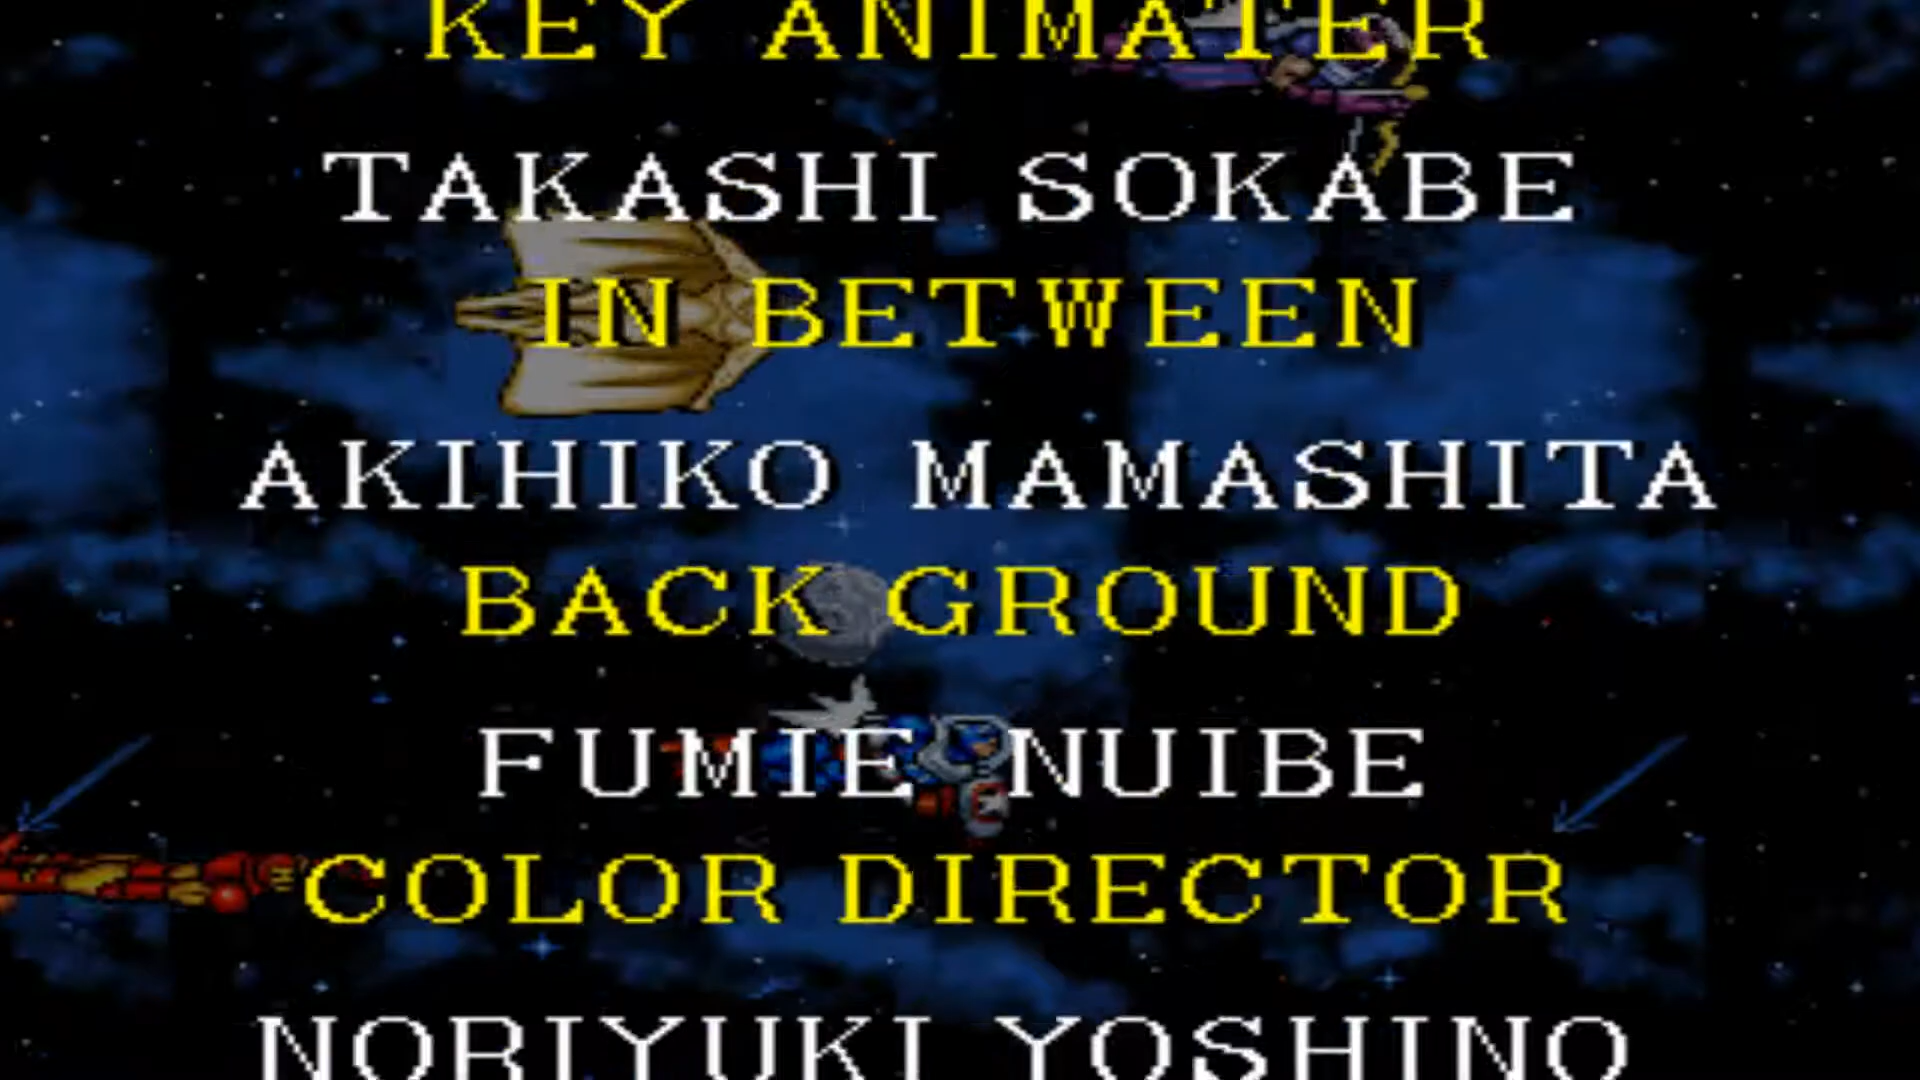 KEY ANIMATER
TAKASHI SOKABE
IN BETWEEN
AKIHIKO MAMASHITA
BACK GROUND
FUMIE NUIBE
COLOR DIRECTOR
NORIYUKI YOSHINO